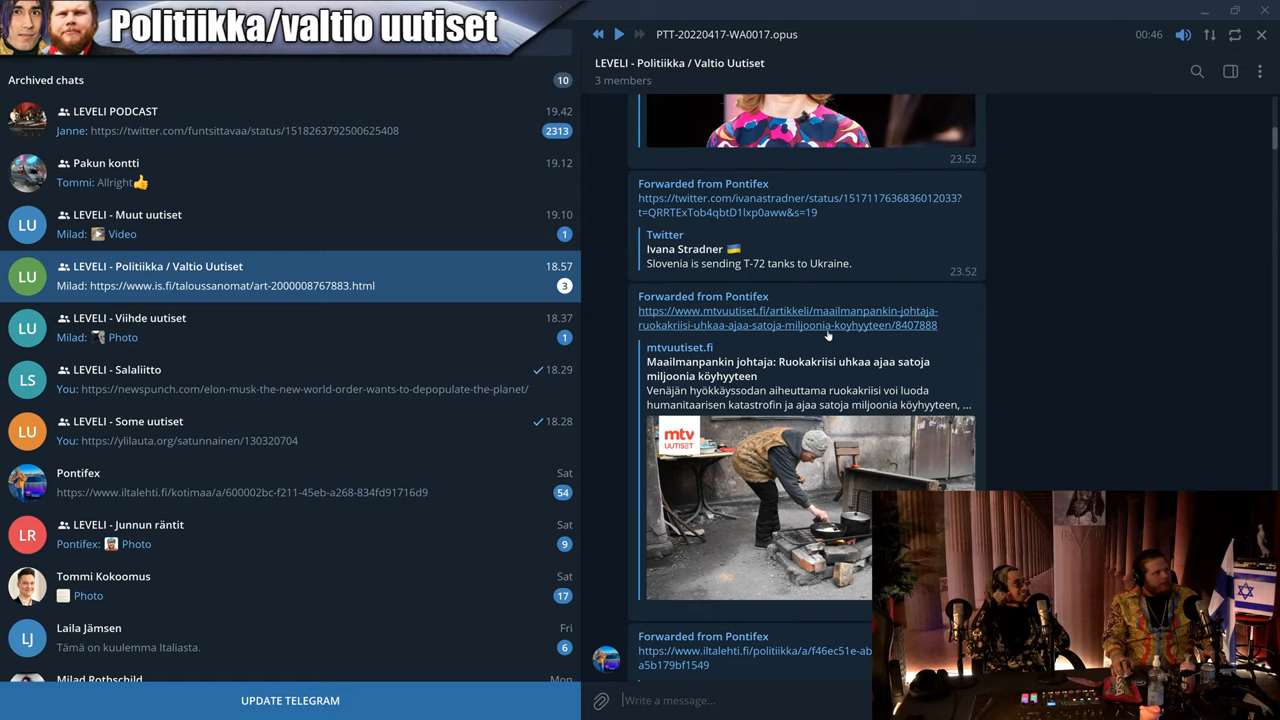 Politiikka/valtio uutiset
Archived chats
10
LEVELI PODCAST
19.42
Janne: https://twitter.com/funtsittavaa/status/1518263792500625408
2313
Pakun kontti
19.12
Tommi: Allright👍
LU
LEVELI - Muut uutiset
19.10
Milad: Video
1
LU
LEVELI - Politiikka / Valtio Uutiset
18.57
Milad: https://www.is.fi/taloussanomat/art-2000008767883.html
3
LU
LEVELI - Viihde uutiset
18.37
Milad: Photo
1
LS
LEVELI - Salaliitto
18.29
You: https://newspunch.com/elon-musk-the-new-world-order-wants-to-depopulate-the-planet/
LU
LEVELI - Some uutiset
18.28
You: https://ylilauta.org/satunnainen/130320704
Pontifex
Sat
https://www.iltalehti.fi/kotimaa/a/600002bc-f211-45eb-a268-834fd91716d9
54
LR
LEVELI - Junnun räntit
Sat
Pontifex: Photo
9
Tommi Kokoomus
Sat
Photo
17
LJ
Laila Jämsen
Fri
Tämä on kuulemma Italiasta.
6
Milad Rothschild
Mon
UPDATE TELEGRAM
PTT-20220417-WA0017.opus
00:46
LEVELI - Politiikka / Valtio Uutiset
3 members
23.52
Forwarded from Pontifex
https://twitter.com/ivanastradner/status/1517117636836012033?
t=QRRTExTob4qbtD1lxp0aww&s=19
Twitter
Ivana Stradner 🇺🇦
Slovenia is sending T-72 tanks to Ukraine.
23.52
Forwarded from Pontifex
https://www.mtvuutiset.fi/artikkeli/maailmanpankin-johtaja-
ruokakriisi-uhkaa-ajaa-satoja-miljoonia-koyhyyteen/8407888
mtvuutiset.fi
Maailmanpankin johtaja: Ruokakriisi uhkaa ajaa satoja
miljoonia köyhyyteen
Venäjän hyökkäyssodan aiheuttama ruokakriisi voi luoda
humanitaarisen katastrofin ja ajaa satoja miljoonia köyhyyteen, ...
mtv
UUTISET
Forwarded from Pontifex
https://www.iltalehti.fi/politiikka/a/f46ec51e-ab
a5b179bf1549
Write a message...